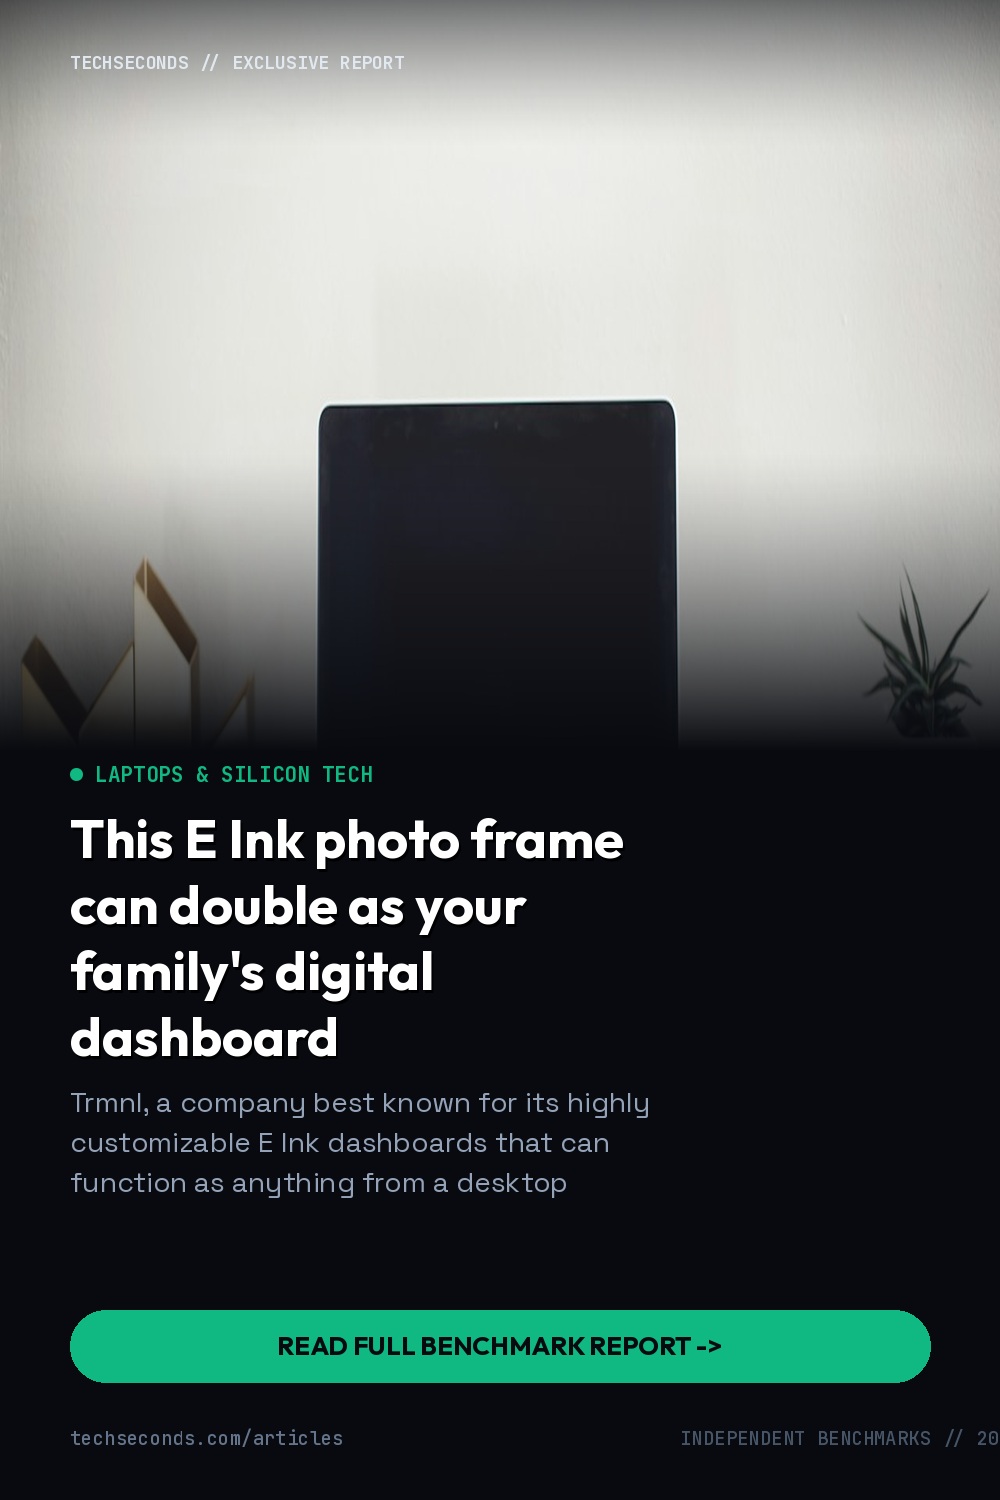 TECHSECONDS // EXCLUSIVE REPORT
LAPTOPS & SILICON TECH
This E Ink photo frame
can double as your
family's digital
dashboard
Trmnl, a company best known for its highly
customizable E Ink dashboards that can
function as anything from a desktop
READ FULL BENCHMARK REPORT ->
techseconds.com/articles
INDEPENDENT BENCHMARKS // 20